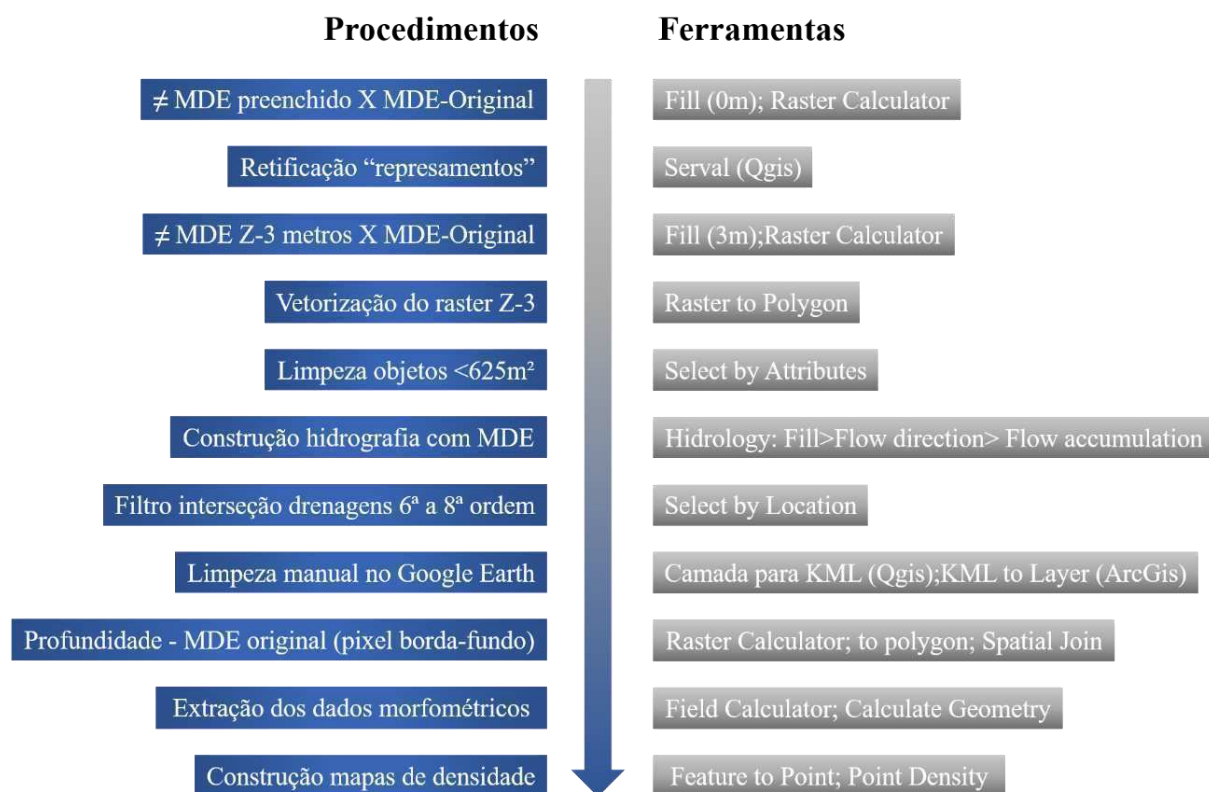 Procedimentos Ferramentas
≠ MDE preenchido X MDE-Original Fill (0m); Raster Calculator
Retificação “represamentos” Serval (Qgis)
≠ MDE Z-3 metros X MDE-Original Fill (3m);Raster Calculator
Vetorização do raster Z-3 Raster to Polygon
Limpeza objetos <625m² Select by Attributes
Construção hidrografia com MDE Hidrology: Fill>Flow direction> Flow accumulation
Filtro interseção drenagens 6ª a 8ª ordem Select by Location
Limpeza manual no Google Earth Camada para KML (Qgis);KML to Layer (ArcGis)
Profundidade - MDE original (pixel borda-fundo) Raster Calculator; to polygon; Spatial Join
Extração dos dados morfométricos Field Calculator; Calculate Geometry
Construção mapas de densidade Feature to Point; Point Density